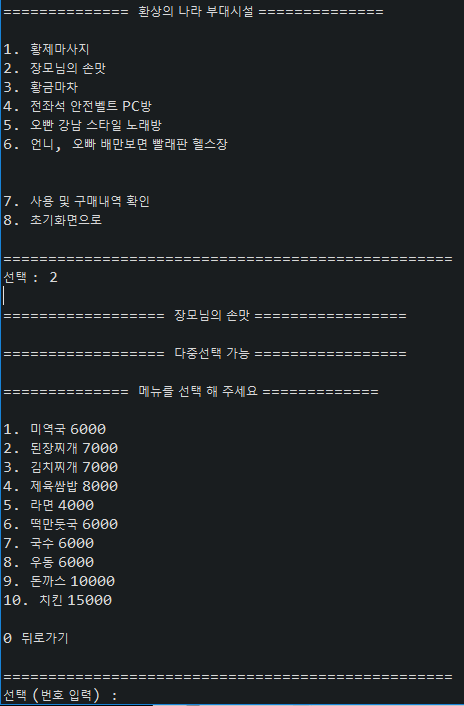 ============== 환상의 나라 부대시설 ==============
1. 황제마사지
2. 장모님의 손맛
3. 황금마차
4. 전좌석 안전벨트 PC방
5. 오빤 강남 스타일 노래방
6. 언니, 오빠 배만보면 빨래판 헬스장
7. 사용 및 구매내역 확인
8. 초기화면으로
==================================================
선택 : 2
================== 장모님의 손맛 =================
================== 다중선택 가능 =================
============== 메뉴를 선택 해 주세요 =============
1. 미역국 6000
2. 된장찌개 7000
3. 김치찌개 7000
4. 제육쌈밥 8000
5. 라면 4000
6. 떡만둣국 6000
7. 국수 6000
8. 우동 6000
9. 돈까스 10000
10. 치킨 15000
0 뒤로가기
==================================================
선택 (번호 입력) :